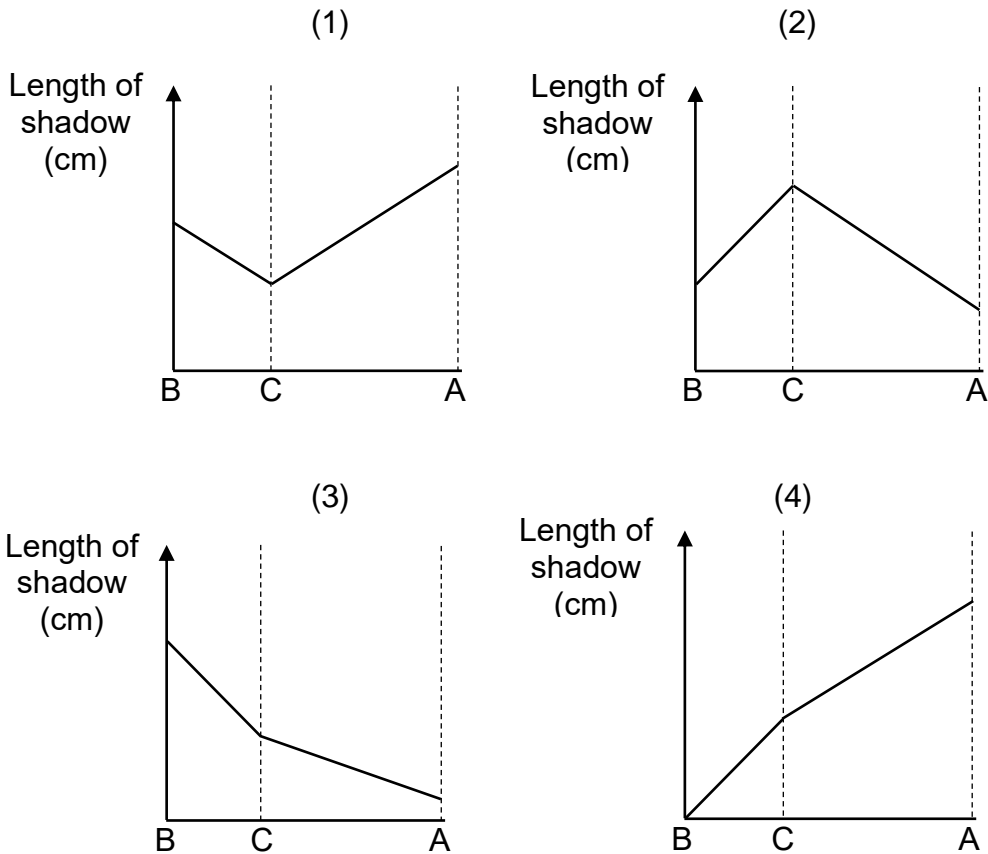 (1)
Length of
shadow
(cm)
B C A
(2)
Length of
shadow
(cm)
B C A
(3)
Length of
shadow
(cm)
B C A
(4)
Length of
shadow
(cm)
B C A